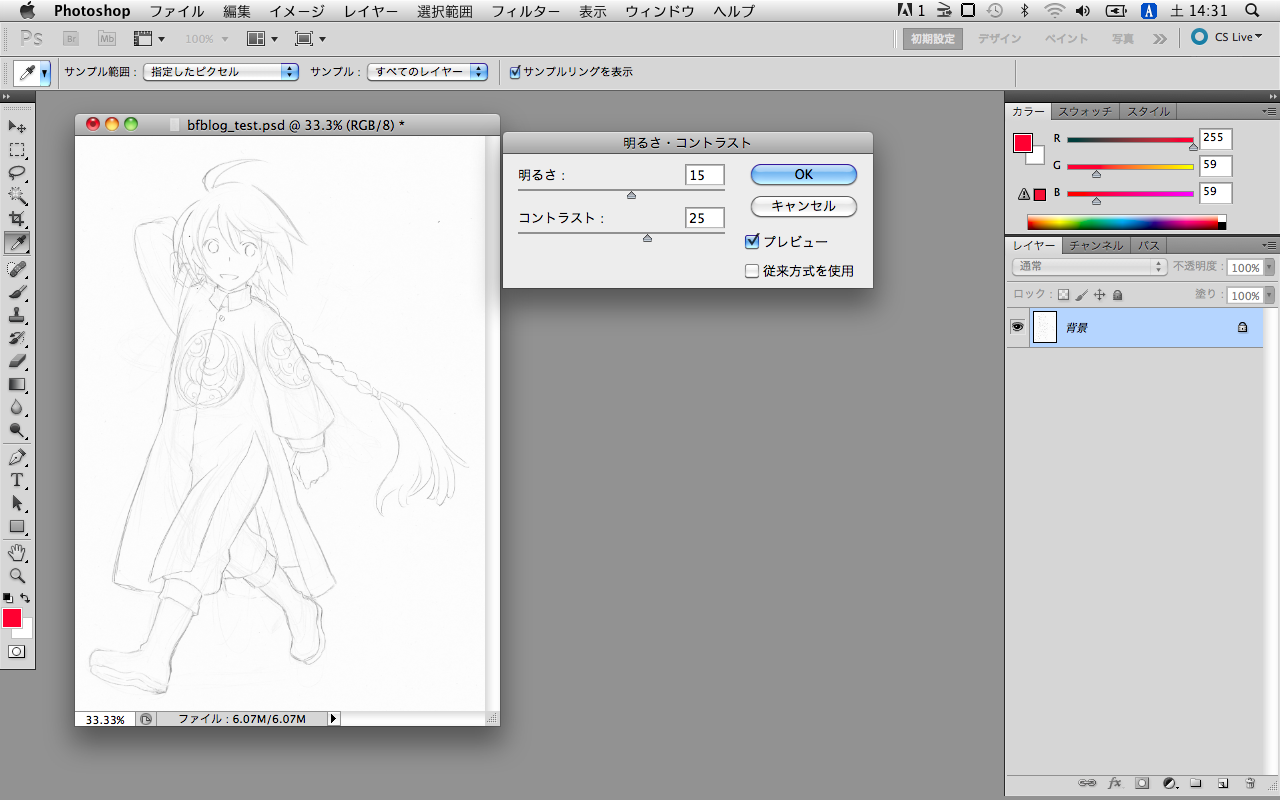 Photoshop ファイル 編集 イメージ レイヤー 選択範囲 フィルター 表示 ウィンドウ ヘルプ 1 A 土 14:31
Ps Br Mb 100% 初期設定 デザイン ペイント 写真 CS Live
サンプル範囲 : 指定したピクセル サンプル : すべてのレイヤー サンプルリングを表示
bfblog_test.psd @ 33.3% (RGB/8) *
明るさ・コントラスト
明るさ : 15 OK
キャンセル
コントラスト : 25
プレビュー
従来方式を使用
カラー スウォッチ スタイル
R 255
G 59
B 59
レイヤー チャンネル パス
通常 不透明度 : 100%
ロック : 塗り : 100%
背景
T
fx
33.33% ファイル : 6.07M/6.07M